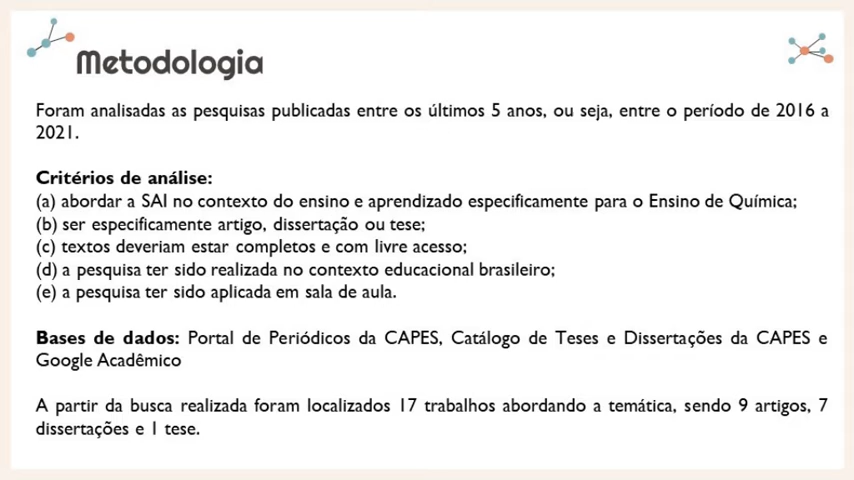 Metodologia
Foram analisadas as pesquisas publicadas entre os últimos 5 anos, ou seja, entre o período de 2016 a
2021.
Critérios de análise:
(a) abordar a SAI no contexto do ensino e aprendizado especificamente para o Ensino de Química;
(b) ser especificamente artigo, dissertação ou tese;
(c) textos deveriam estar completos e com livre acesso;
(d) a pesquisa ter sido realizada no contexto educacional brasileiro;
(e) a pesquisa ter sido aplicada em sala de aula.
Bases de dados: Portal de Periódicos da CAPES, Catálogo de Teses e Dissertações da CAPES e
Google Acadêmico
A partir da busca realizada foram localizados 17 trabalhos abordando a temática, sendo 9 artigos, 7
dissertações e 1 tese.